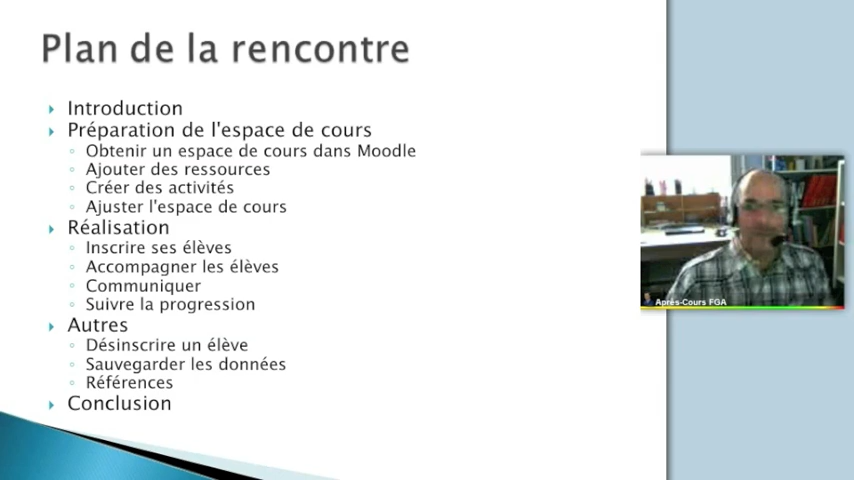 Plan de la rencontre
Introduction
Préparation de l'espace de cours
Obtenir un espace de cours dans Moodle
Ajouter des ressources
Créer des activités
Ajuster l'espace de cours
Réalisation
Inscrire ses élèves
Accompagner les élèves
Communiquer
Suivre la progression
Autres
Désinscrire un élève
Sauvegarder les données
Références
Conclusion
Après-Cours FGA